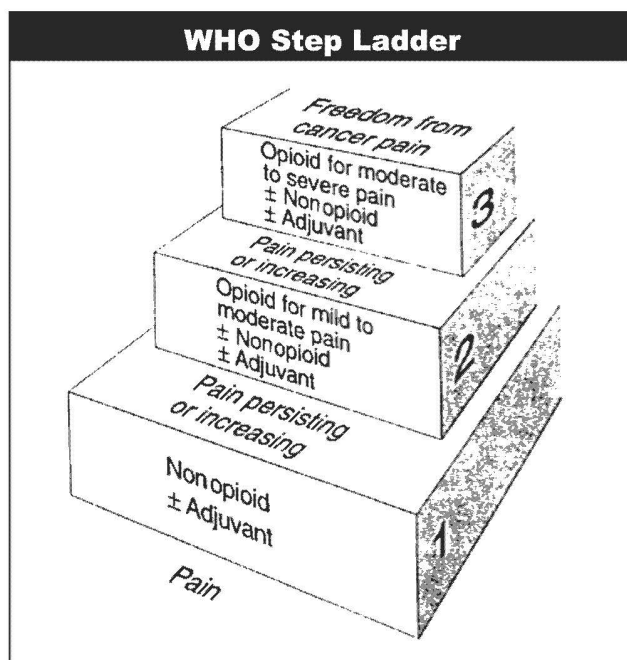 WHO Step Ladder
Freedom from
cancer pain
Opioid for moderate
to severe pain
± Nonopioid
± Adjuvant
3
Pain persisting
or increasing
Opioid for mild to
moderate pain
± Nonopioid
± Adjuvant
2
Pain persisting
or increasing
Nonopioid
± Adjuvant
1
Pain